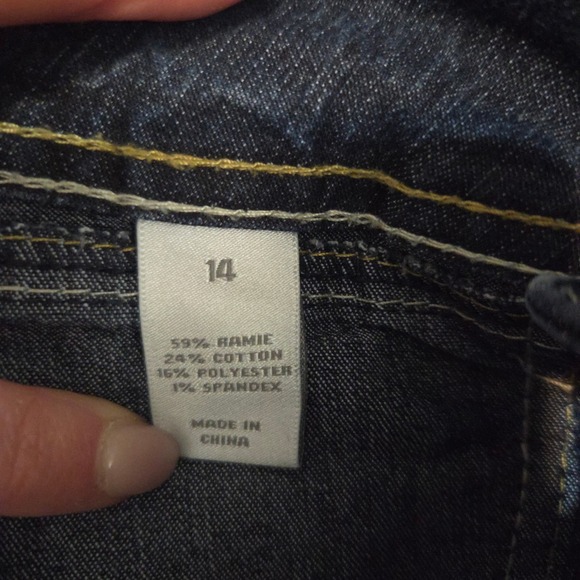 14
59% RAMIE
24% COTTON
16% POLYESTER
1% SPANDEX
MADE IN
CHINA